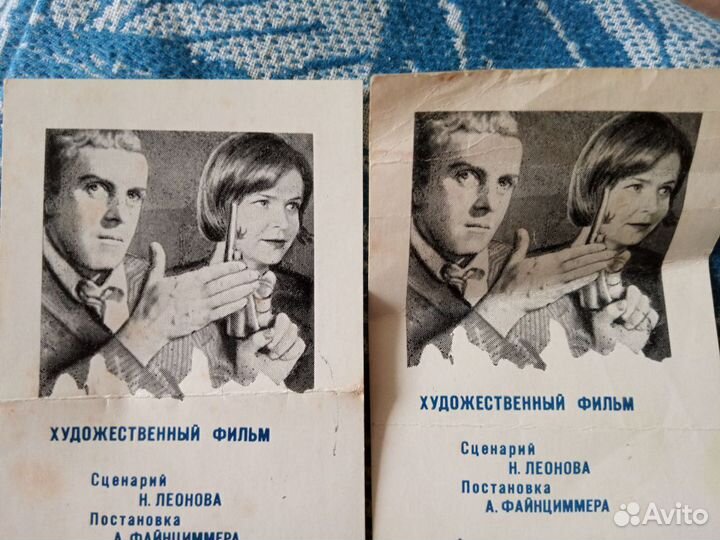 ХУДОЖЕСТВЕННЫЙ ФИЛЬМ
Сценарий
Н. ЛЕОНОВА
Постановка
А. ФАЙНЦИММЕРА
ХУДОЖЕСТВЕННЫЙ ФИЛЬМ
Сценарий
Н. ЛЕОНОВА
Постановка
А. ФАЙНЦИММЕРА
Avito